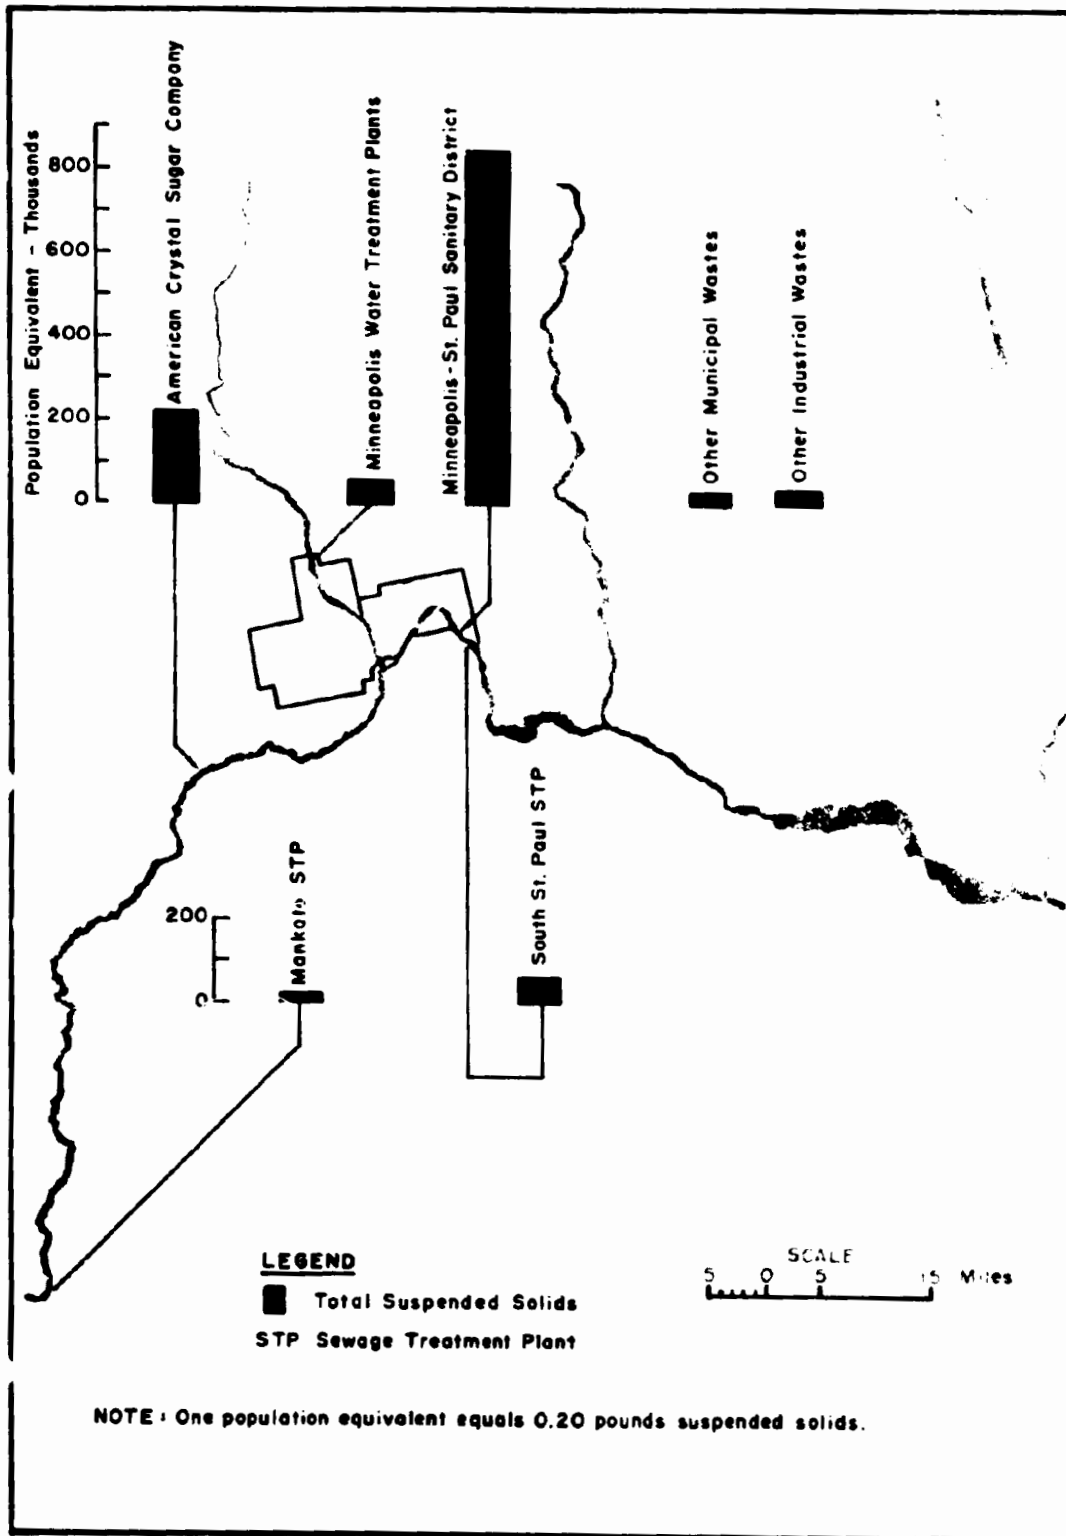 Population Equivalent - Thousands
800
600
400
200
0
American Crystal Sugar Company
Minneapolis Water Treatment Plants
Minneapolis-St. Paul Sanitary District
Other Municipal Wastes
Other Industrial Wastes
200
0
Mankato STP
South St. Paul STP
LEGEND
Total Suspended Solids
STP Sewage Treatment Plant
SCALE
5 0 5 15 Miles
NOTE: One population equivalent equals 0.20 pounds suspended solids.